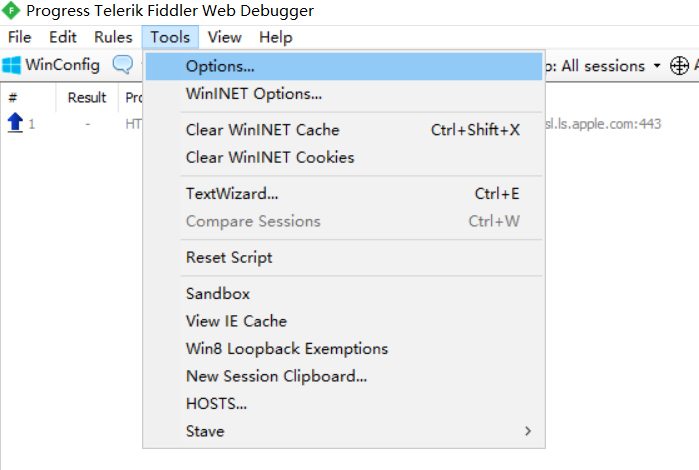 Progress Telerik Fiddler Web Debugger
File Edit Rules Tools View Help
WinConfig All sessions
# Result
1 - sl.ls.apple.com:443
Options...
WinINET Options...
Clear WinINET Cache Ctrl+Shift+X
Clear WinINET Cookies
TextWizard... Ctrl+E
Compare Sessions Ctrl+W
Reset Script
Sandbox
View IE Cache
Win8 Loopback Exemptions
New Session Clipboard...
HOSTS...
Stave